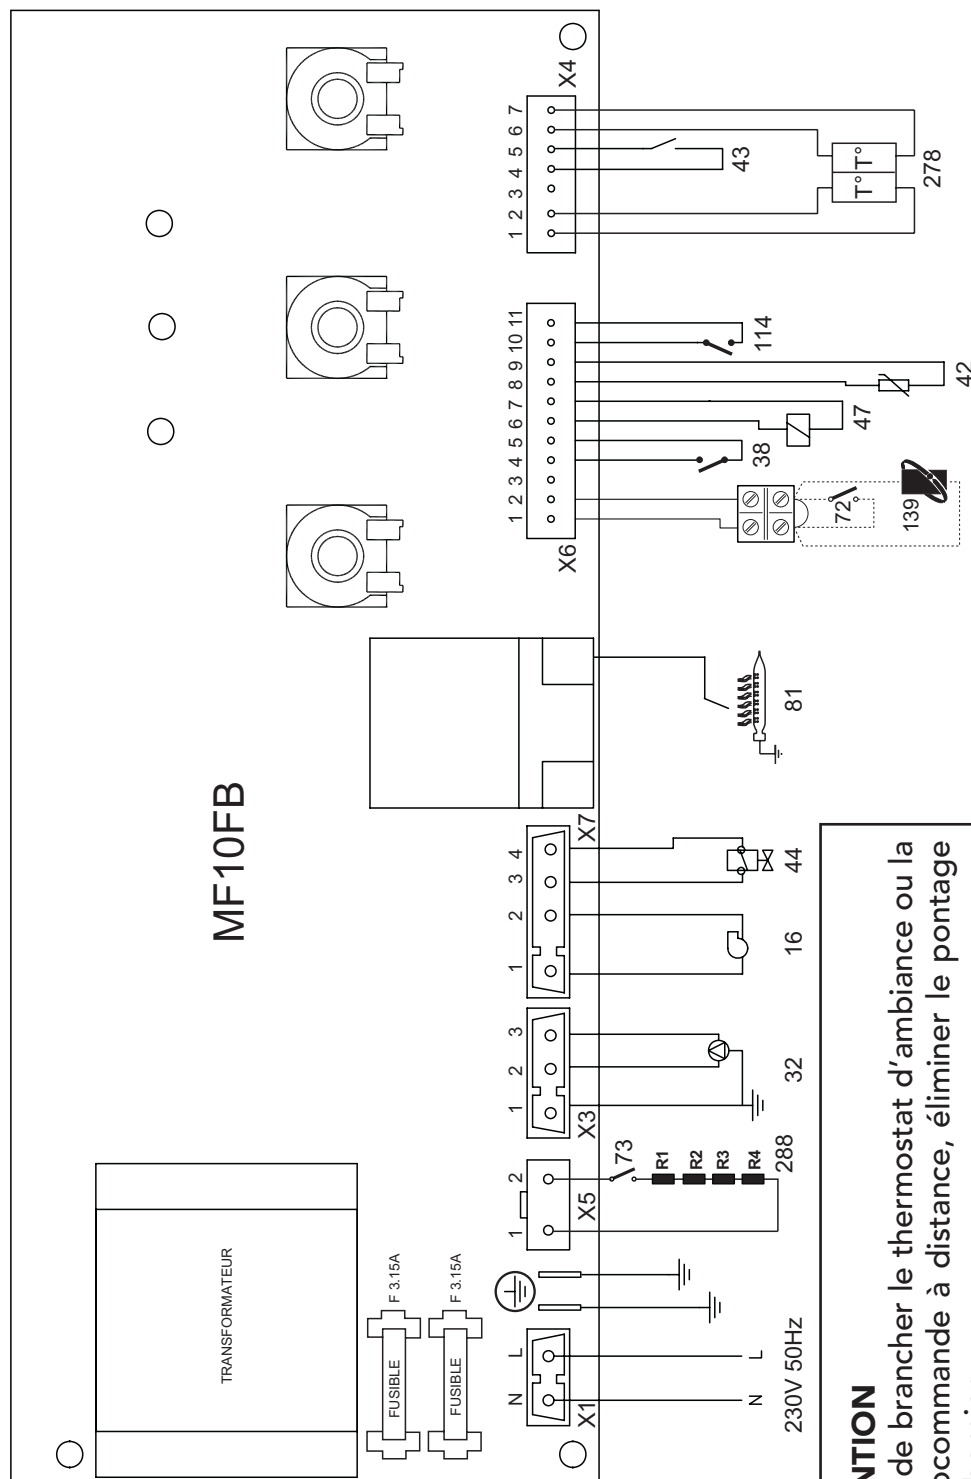 TRANSFORMATEUR
MF10FB
FUSIBLE F 3.15A
FUSIBLE F 3.15A
N L
1 2
1 2 3
1 2 3 4
1 2 3 4 5 6 7 8 9 10 11
1 2 3 4 5 6 7
X1
X5
X3
X7
X6
X4
73
R1
R2
R3
R4
288
N L
230V 50Hz
32
16
44
81
72
139
38
47
42
114
43
T° T°
278
NTION
de brancher le thermostat d'ambiance ou la
ocommande à distance, éliminer le pontage